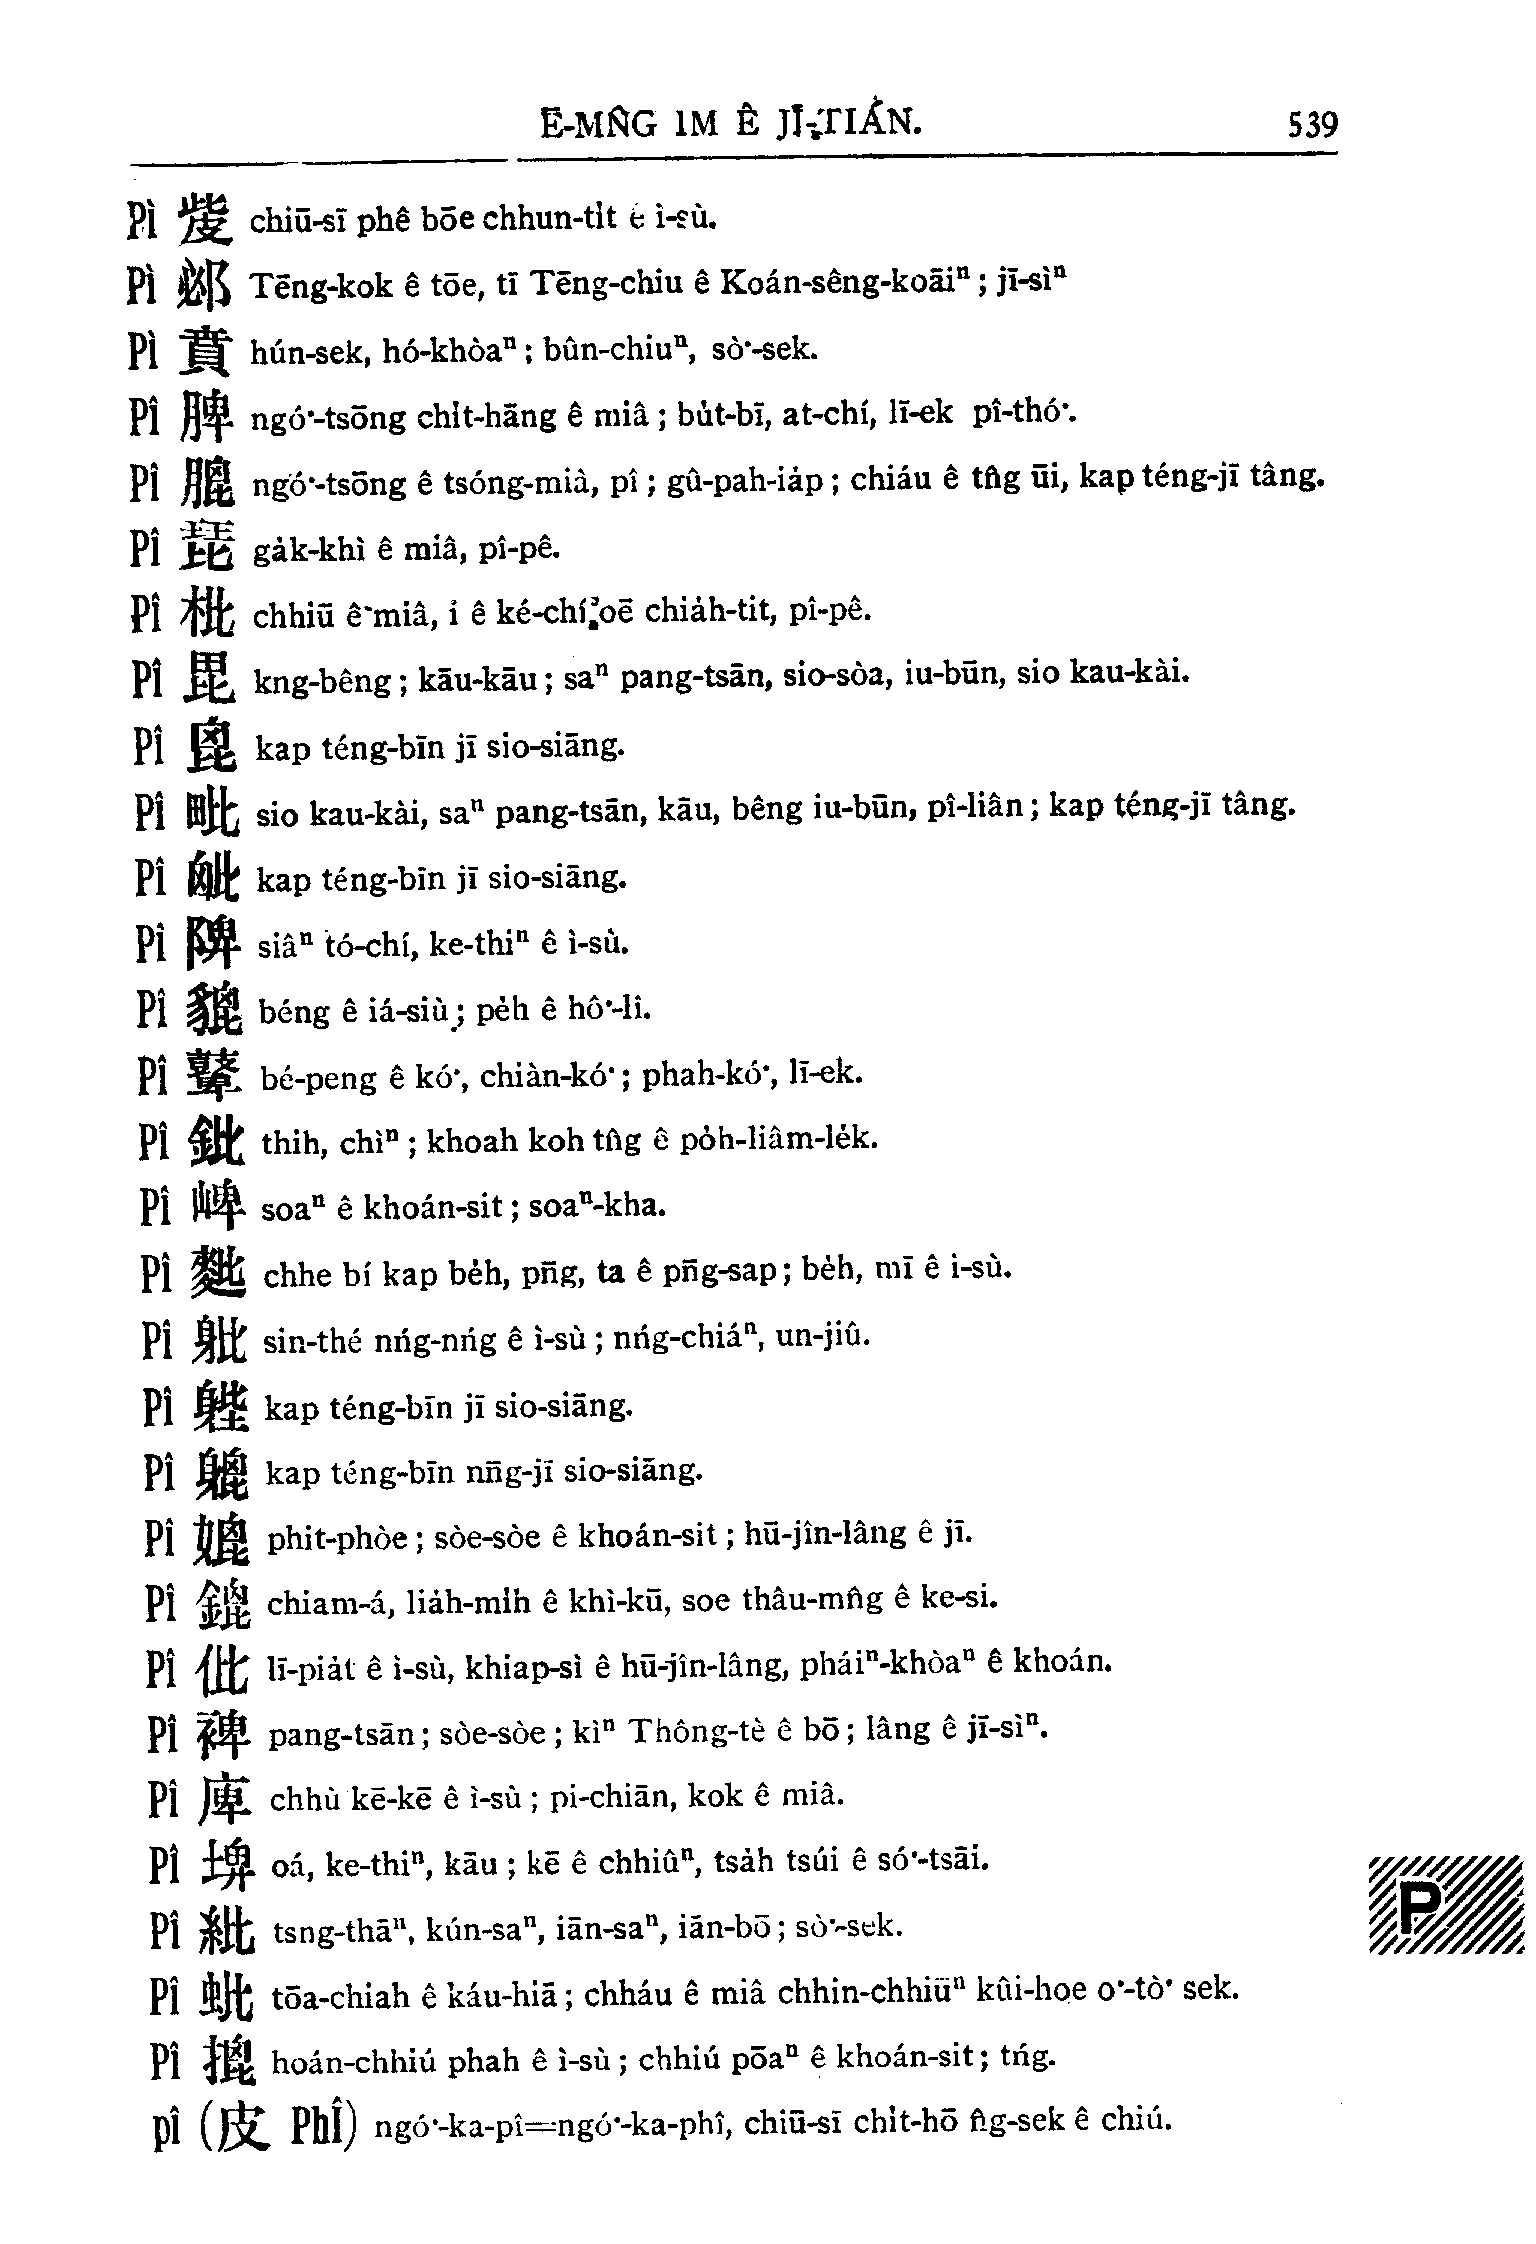 Ē-MN̂G IM Ê JĪ-TIÁN. 539
Pì chiū-sī phê bōe chhun-ti̍t ê ì-sù.
Pì 邲 Tēng-kok ê tōe, tī Tēng-chiu ê Koán-sêng-koāiⁿ ; jī-sìⁿ
Pì 賁 hún-sek, hó-khòaⁿ ; bûn-chiuⁿ, sò͘-sek.
Pî 脾 ngó͘-tsōng chi̍t-hāng ê miâ ; bu̍t-bī, at-chí, lī-ek pî-thó͘.
Pî 膍 ngó͘-tsōng ê tsóng-mià, pî ; gû-pah-ia̍p ; chiáu ê tn̂g ūi, kap téng-jī tâng.
Pî 琵 ga̍k-khì ê miâ, pî-pê.
Pî 枇 chhiū ê miâ, i ê ké-chí oē chia̍h-tit, pî-pê.
Pî 毘 kng-bêng ; kāu-kāu ; saⁿ pang-tsān, sio-sòa, iu-būn, sio kau-kài.
Pî kap téng-bīn jī sio-siāng.
Pî 毗 sio kau-kài, saⁿ pang-tsān, kāu, bêng iu-būn, pî-liân ; kap téng-jī tâng.
Pî kap téng-bīn jī sio-siāng.
Pî 陴 siâⁿ tó-chí, ke-thiⁿ ê ì-sù.
Pî 貔 béng ê iá-siù ; pe̍h ê hô͘-lî.
Pî 鼙 bé-peng ê kó͘, chiàn-kó͘ ; phah-kó͘, lī-ek.
Pî 鈚 thih, chìⁿ ; khoah koh tn̂g ê po̍h-liâm-le̍k.
Pî 崥 soaⁿ ê khoán-sit ; soaⁿ-kha.
Pî 𪌈 chhe bí kap be̍h, pn̄g, ta ê pn̄g-sap ; be̍h, mī ê ì-sù.
Pî 䠋 sin-thé nńg-nńg ê ì-sù ; nńg-chiáⁿ, un-jiû.
Pî kap téng-bīn jī sio-siāng.
Pî kap téng-bīn nn̄g-jī sio-siāng.
Pî 媲 phit-phòe ; sòe-sòe ê khoán-sit ; hū-jîn-lâng ê jī.
Pî 鎞 chiam-á, lia̍h-mi̍h ê khì-kū, soe thâu-mn̂g ê ke-si.
Pî 仳 lī-pia̍t ê ì-sù, khiap-sì ê hū-jîn-lâng, pháiⁿ-khòaⁿ ê khoán.
Pî 裨 pang-tsān ; sòe-sòe ; kìⁿ Thông-tè ê bō ; lâng ê jī-sìⁿ.
Pî 庳 chhù kē-kē ê ì-sù ; pi-chiān, kok ê miâ.
Pî 埤 oá, ke-thiⁿ, kāu ; kē ê chhiûⁿ, tsa̍h tsúi ê só͘-tsāi.
Pî 紕 tsng-thāⁿ, kún-saⁿ, iān-saⁿ, iān-bō ; sò͘-sek.
Pî 蚍 tōa-chiah ê káu-hiā ; chháu ê miâ chhin-chhiūⁿ kûi-hoe o͘-tò͘ sek.
Pî 㨽 hoán-chhiú phah ê ì-sù ; chhiú pōaⁿ ê khoán-sit ; tńg.
pî (皮 Phî) ngó͘-ka-pî=ngó͘-ka-phî, chiū-sī chi̍t-hō n̂g-sek ê chiú.
P